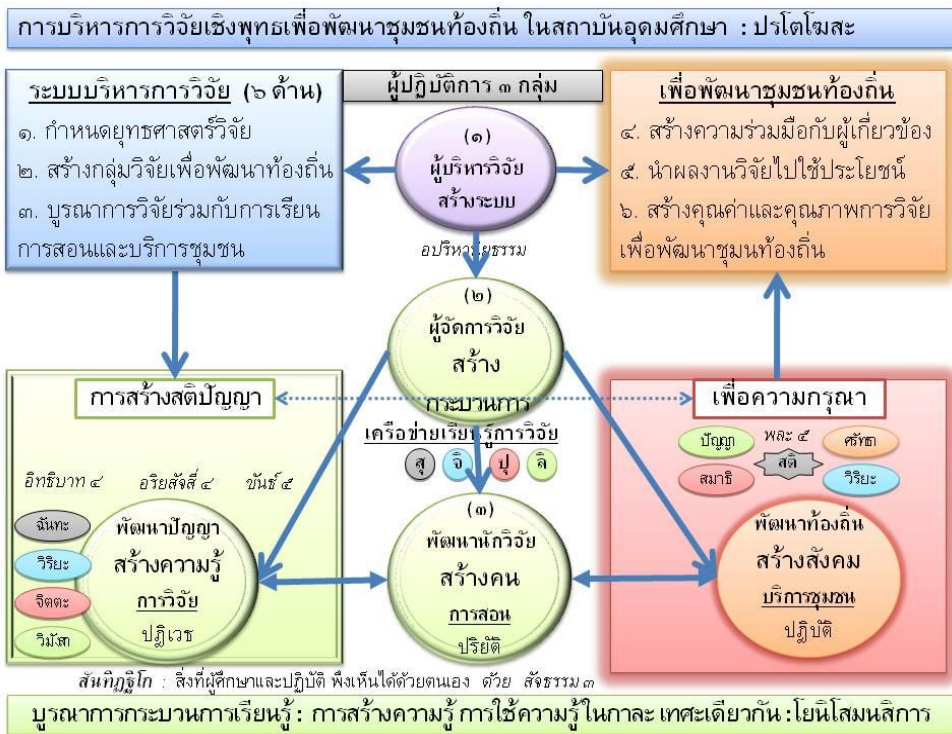 การบริหารการวิจัยเชิงพุทธเพื่อพัฒนาชุมชนท้องถิ่น ในสถาบันอุดมศึกษา : ปรโตโฆสะ
ระบบบริหารการวิจัย (๖ ด้าน)
๑. กำหนดยุทธศาสตร์วิจัย
๒. สร้างกลุ่มวิจัยเพื่อพัฒนาท้องถิ่น
๓. บูรณาการวิจัยร่วมกับการเรียน
การสอนและบริการชุมชน
ผู้ปฏิบัติการ ๓ กลุ่ม
(๑)
ผู้บริหารวิจัย
สร้างระบบ
อปริหานิยธรรม
เพื่อพัฒนาชุมชนท้องถิ่น
๔. สร้างความร่วมมือกับผู้เกี่ยวข้อง
๕. นำผลงานวิจัยไปใช้ประโยชน์
๖. สร้างคุณค่าและคุณภาพการวิจัย
เพื่อพัฒนาชุมนท้องถิ่น
(๒)
ผู้จัดการวิจัย
สร้าง
กระบวนการ
เครือข่ายเรียนรู้การวิจัย
สุ จิ ปุ ลิ
การสร้างสติปัญญา
อิทธิบาท ๔ อริยสัจสี่ ๔ ขันธ์ ๕
ฉันทะ
วิริยะ
จิตตะ
วิมังสา
พัฒนาปัญญา
สร้างความรู้
การวิจัย
ปฏิเวธ
(๓)
พัฒนานักวิจัย
สร้างคน
การสอน
ปริยัติ
เพื่อความกรุณา
ปัญญา พละ ๕ ศรัทธา
สมาธิ สติ วิริยะ
พัฒนาท้องถิ่น
สร้างสังคม
บริการชุมชน
ปฏิบัติ
สันทิฏฐิโก : สิ่งที่ผู้ศึกษาและปฏิบัติ พึงเห็นได้ด้วยตนเอง ด้วย สัจธรรม ๓
บูรณาการกระบวนการเรียนรู้ : การสร้างความรู้ การใช้ความรู้ ในกาละ เทศะเดียวกัน : โยนิโสมนสิการ